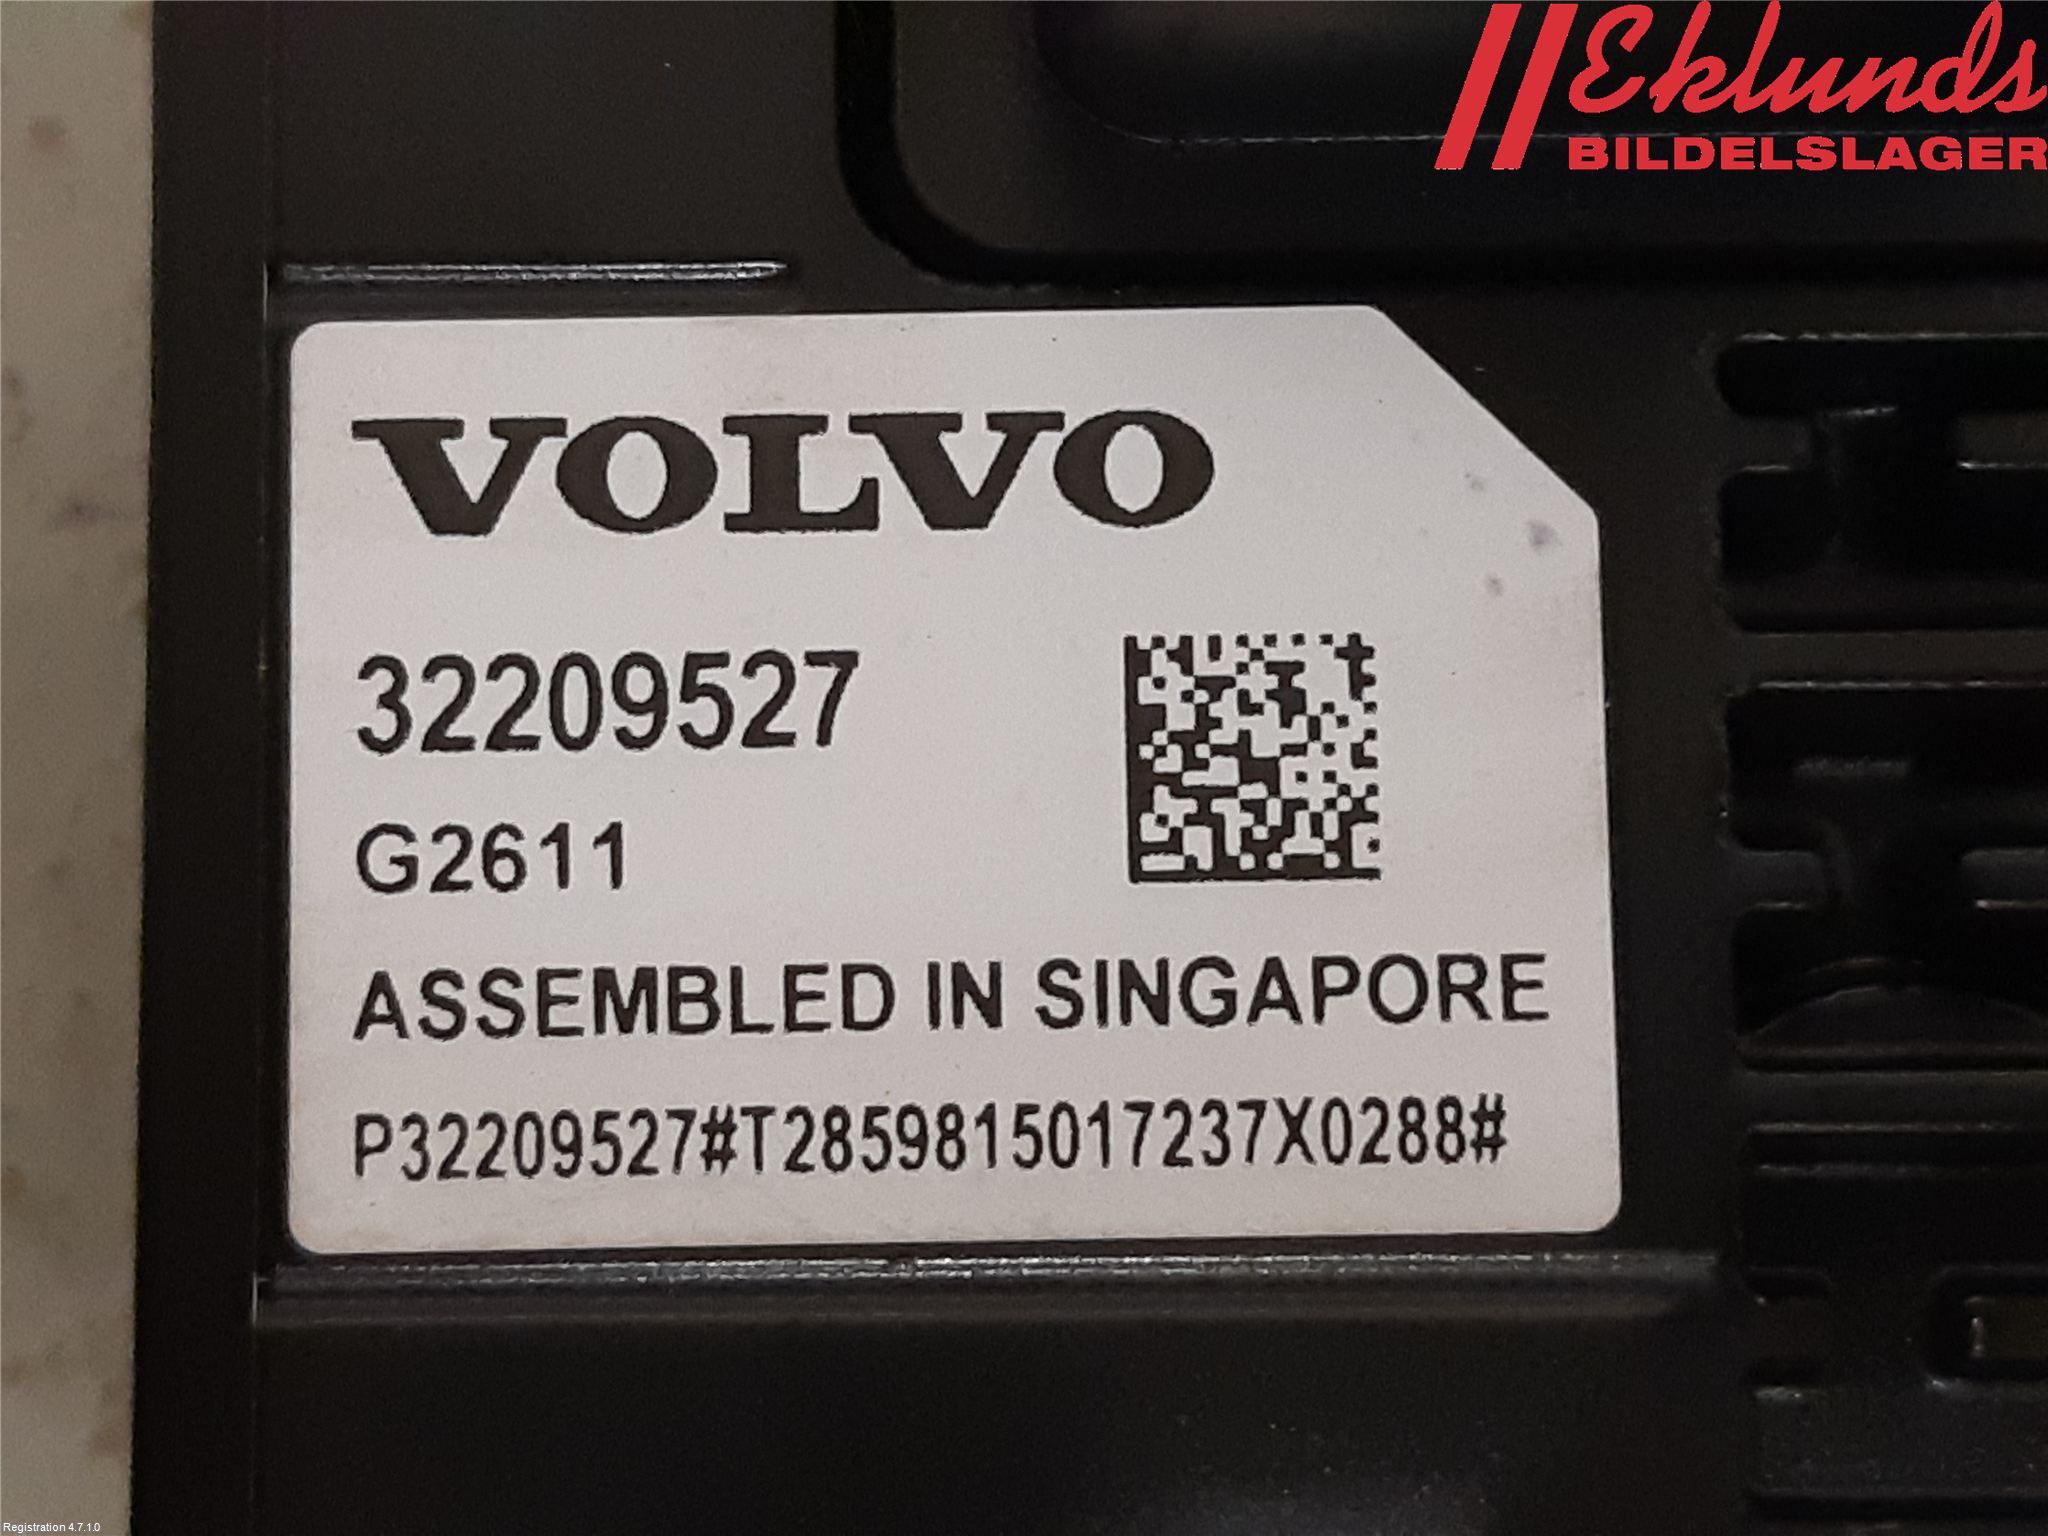 Eklunds
BILDELSLAGER
VOLVO
32209527
G2611
ASSEMBLED IN SINGAPORE
P32209527#T2859815017237X0288#
Registration 4.7.1.0